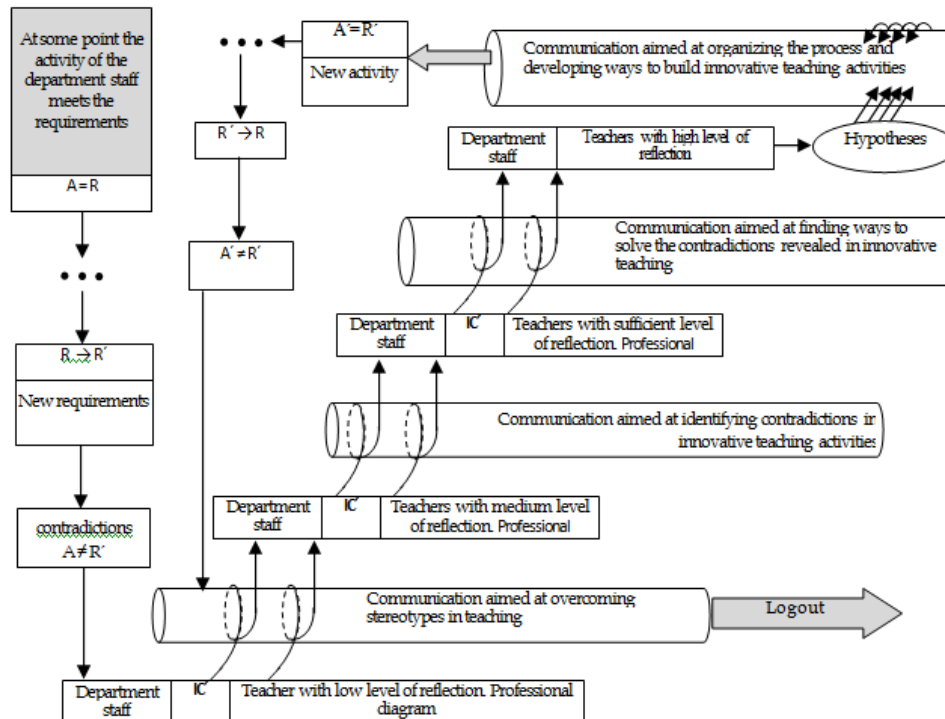 At some point the
activity of the
department staff
meets the
requirements
A = R
• • •
R → R´
New requirements
contradictions
A ≠ R´
Department
staff
IC´
Teacher with low level of reflection. Professional
diagram
Communication aimed at overcoming
stereotypes in teaching
Logout
Department
staff
IC´
Teachers with medium level
of reflection. Professional
Communication aimed at identifying contradictions in
innovative teaching activities
Department
staff
IC´
Teachers with sufficient level
of reflection. Professional
Communication aimed at finding ways to
solve the contradictions revealed in innovative
teaching
Department
staff
Teachers with high level of
reflection
Hypotheses
Communication aimed at organizing the process and
developing ways to build innovative teaching activities
A´= R´
New activity
• • •
R´ → R
A´ ≠ R´